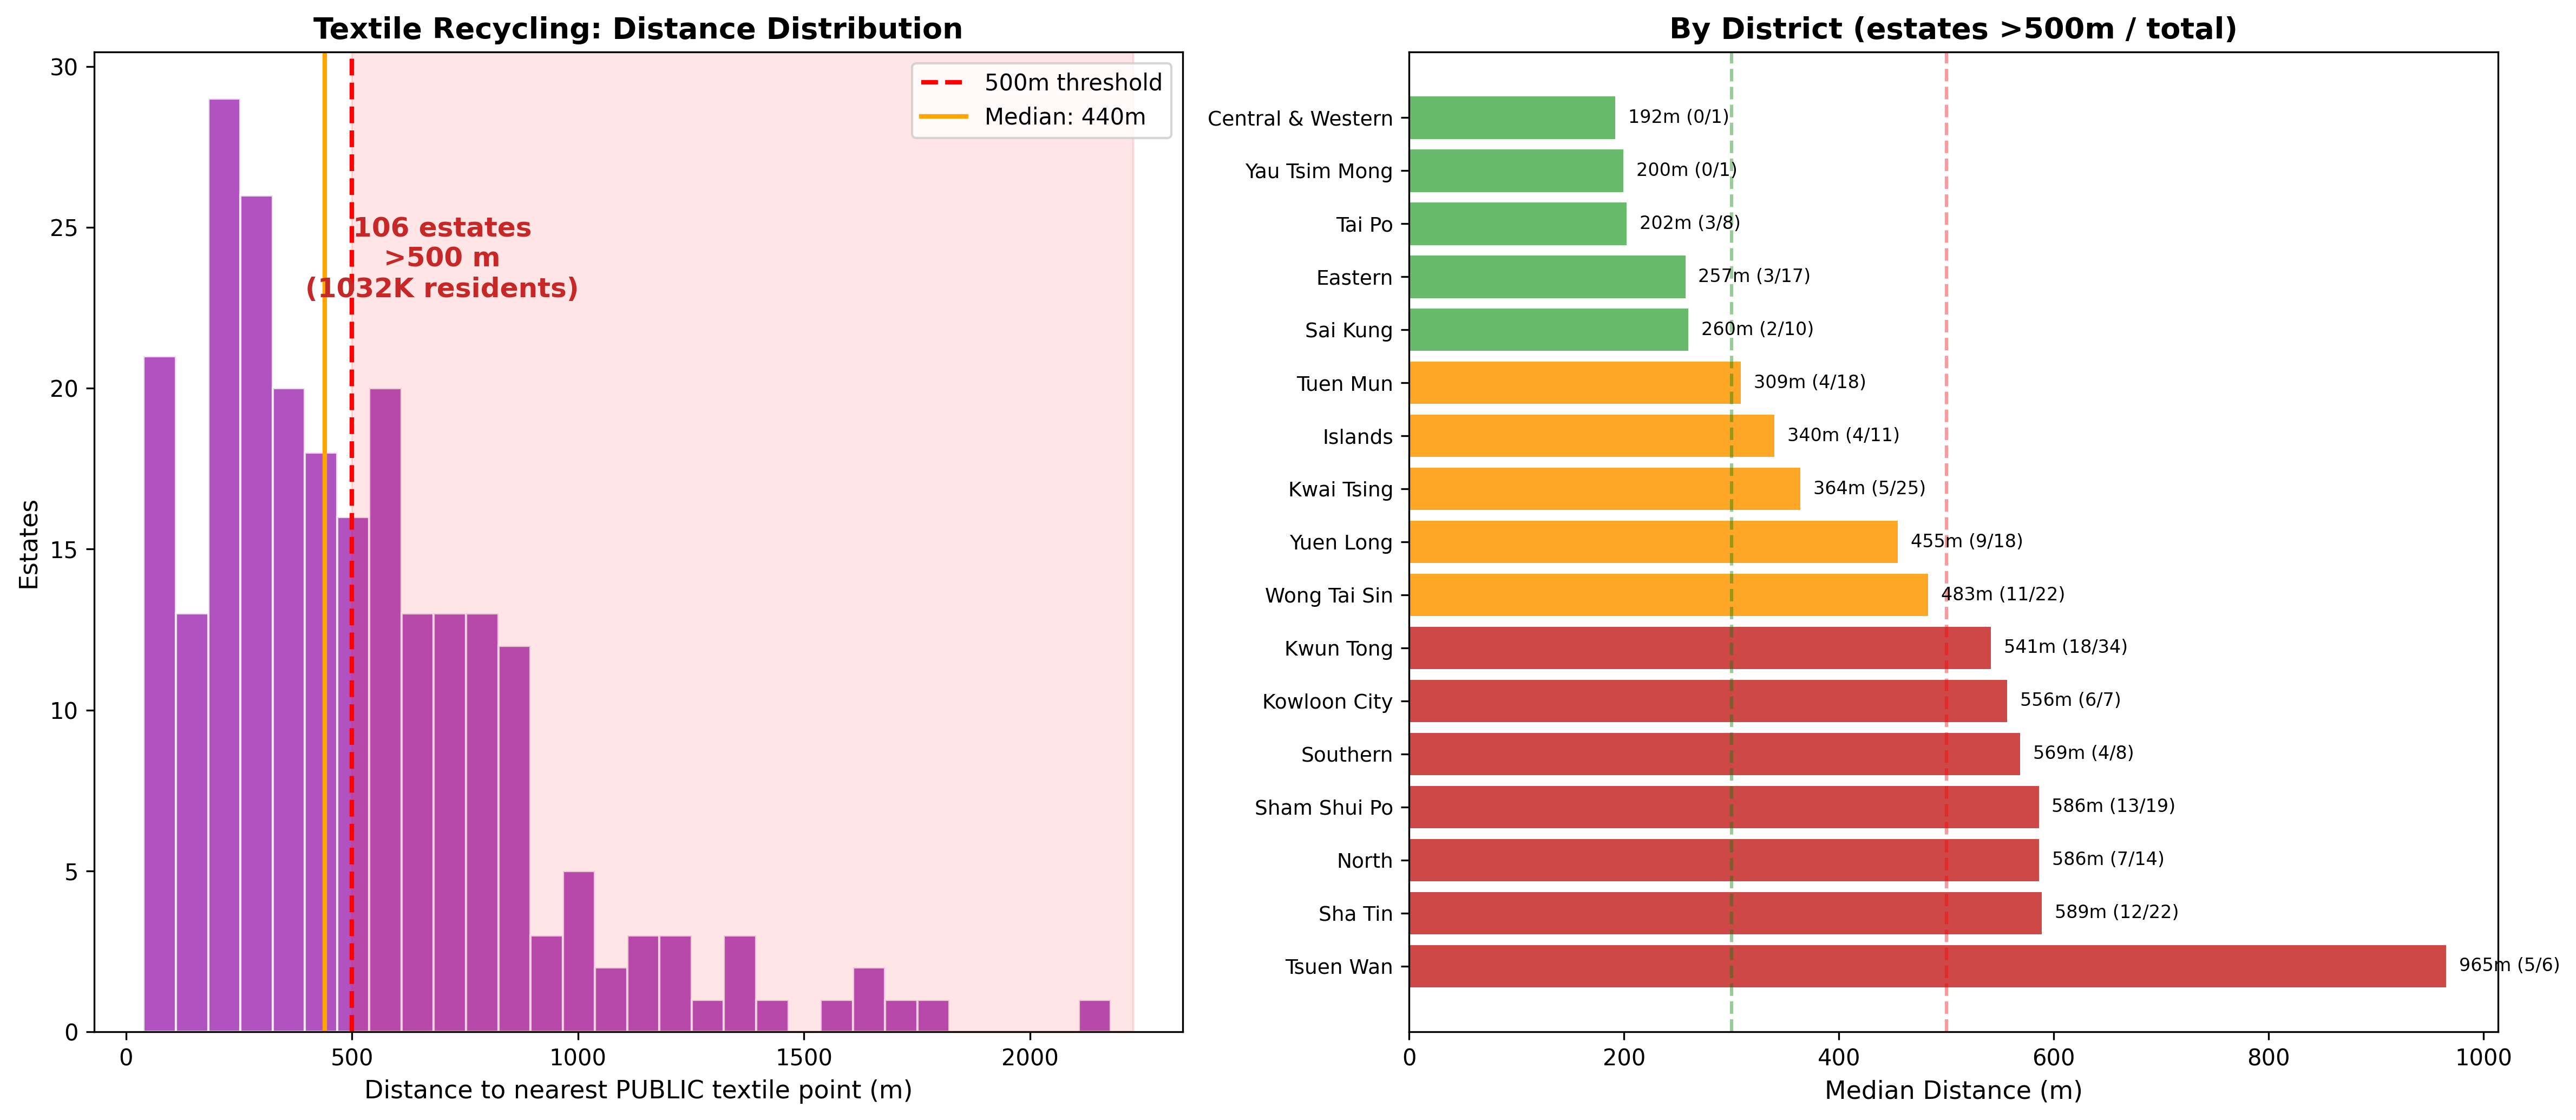 Textile Recycling: Distance Distribution
500m threshold
Median: 440m
106 estates
>500 m
(1032K residents)
Estates
30
25
20
15
10
5
0
0 500 1000 1500 2000
Distance to nearest PUBLIC textile point (m)
By District (estates >500m / total)
Central & Western 192m (0/1)
Yau Tsim Mong 200m (0/1)
Tai Po 202m (3/8)
Eastern 257m (3/17)
Sai Kung 260m (2/10)
Tuen Mun 309m (4/18)
Islands 340m (4/11)
Kwai Tsing 364m (5/25)
Yuen Long 455m (9/18)
Wong Tai Sin 483m (11/22)
Kwun Tong 541m (18/34)
Kowloon City 556m (6/7)
Southern 569m (4/8)
Sham Shui Po 586m (13/19)
North 586m (7/14)
Sha Tin 589m (12/22)
Tsuen Wan 965m (5/6)
0 200 400 600 800 1000
Median Distance (m)